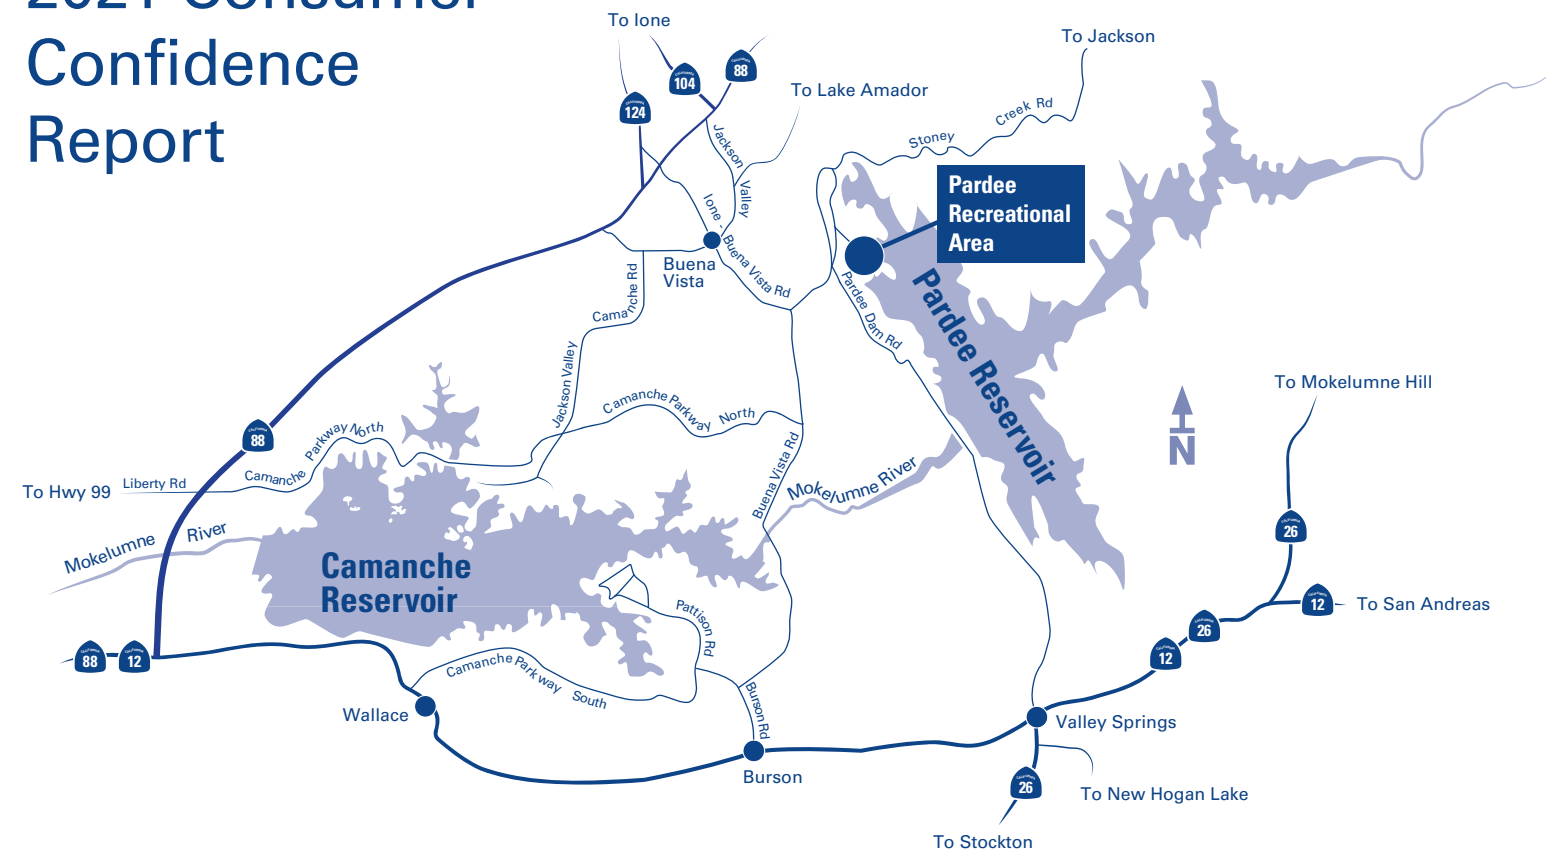 2021 Consumer
Confidence
Report
To Ione
To Jackson
104
88
124
To Lake Amador
Stoney Creek Rd
Jackson Valley
Pardee
Recreational
Area
Ione - Buena Vista Rd
Buena
Vista
Camanche Rd
Jackson Valley
Pardee Dam Rd
Pardee Reservoir
N
To Mokelumne Hill
Camanche Parkway North
88
Camanche Parkway North
To Hwy 99
Liberty Rd
Buena Vista Rd
Mokelumne River
Mokelumne River
26
Camanche
Reservoir
Pattison Rd
12
To San Andreas
26
12
88
12
Camanche Parkway South
Wallace
Burson Rd
Valley Springs
Burson
26
To New Hogan Lake
To Stockton